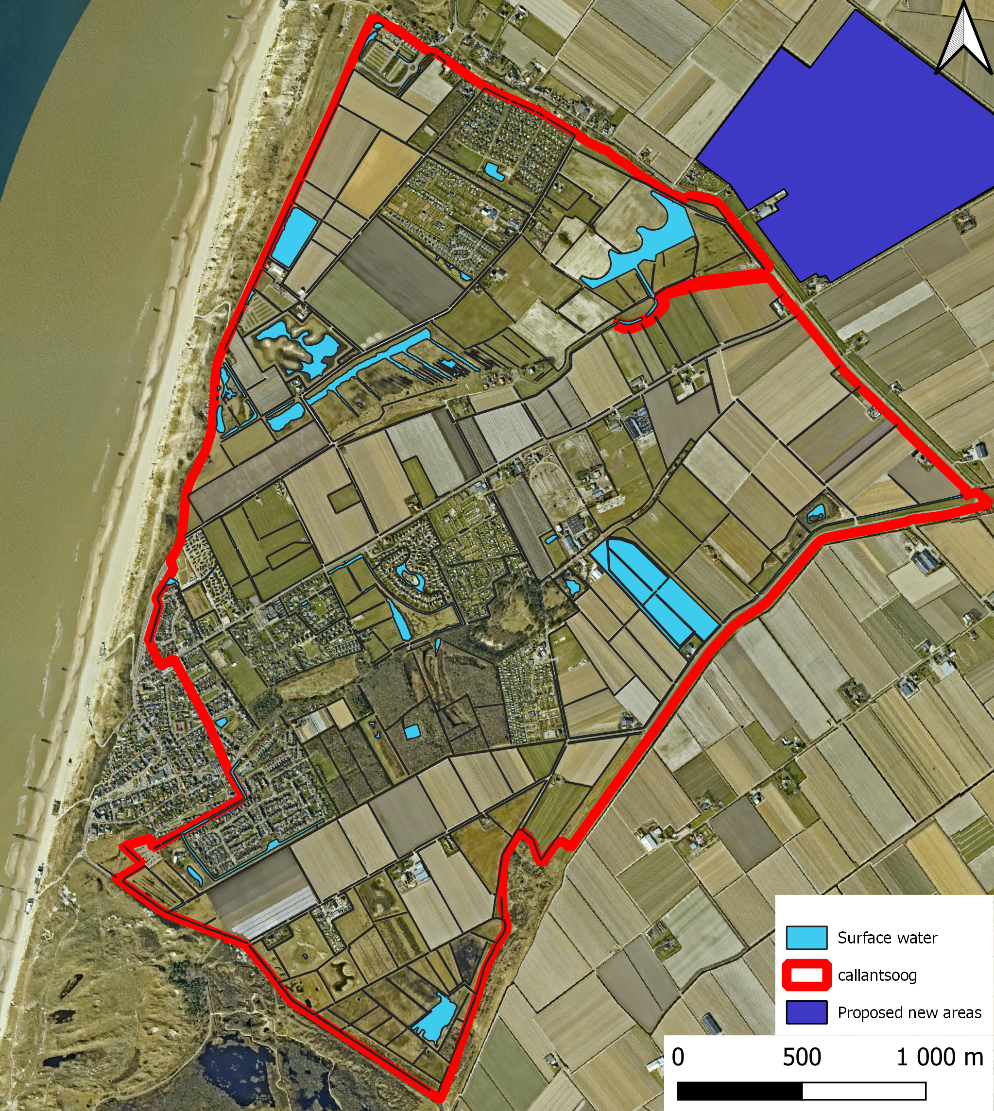 Surface water
callantsoog
Proposed new areas
0 500 1 000 m